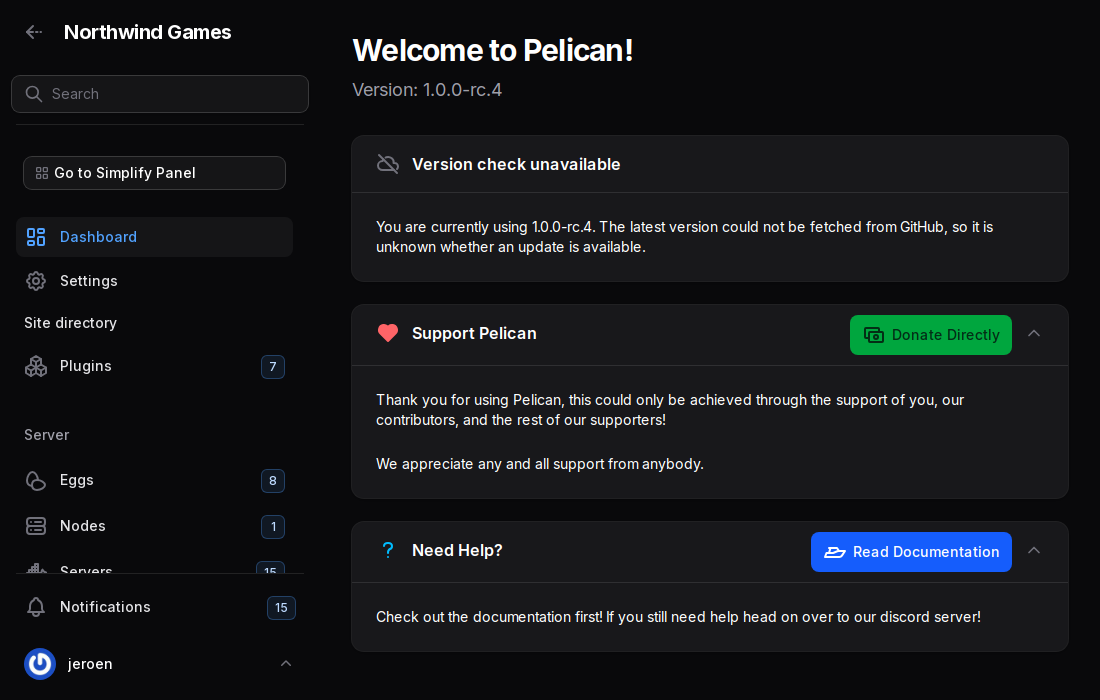 Northwind Games
Search
Go to Simplify Panel
Dashboard
Settings
Site directory
Plugins 7
Server
Eggs 8
Nodes 1
Servers 15
Notifications 15
jeroen
Welcome to Pelican!
Version: 1.0.0-rc.4
Version check unavailable
You are currently using 1.0.0-rc.4. The latest version could not be fetched from GitHub, so it is
unknown whether an update is available.
Support Pelican
Donate Directly
Thank you for using Pelican, this could only be achieved through the support of you, our
contributors, and the rest of our supporters!
We appreciate any and all support from anybody.
Need Help?
Read Documentation
Check out the documentation first! If you still need help head on over to our discord server!